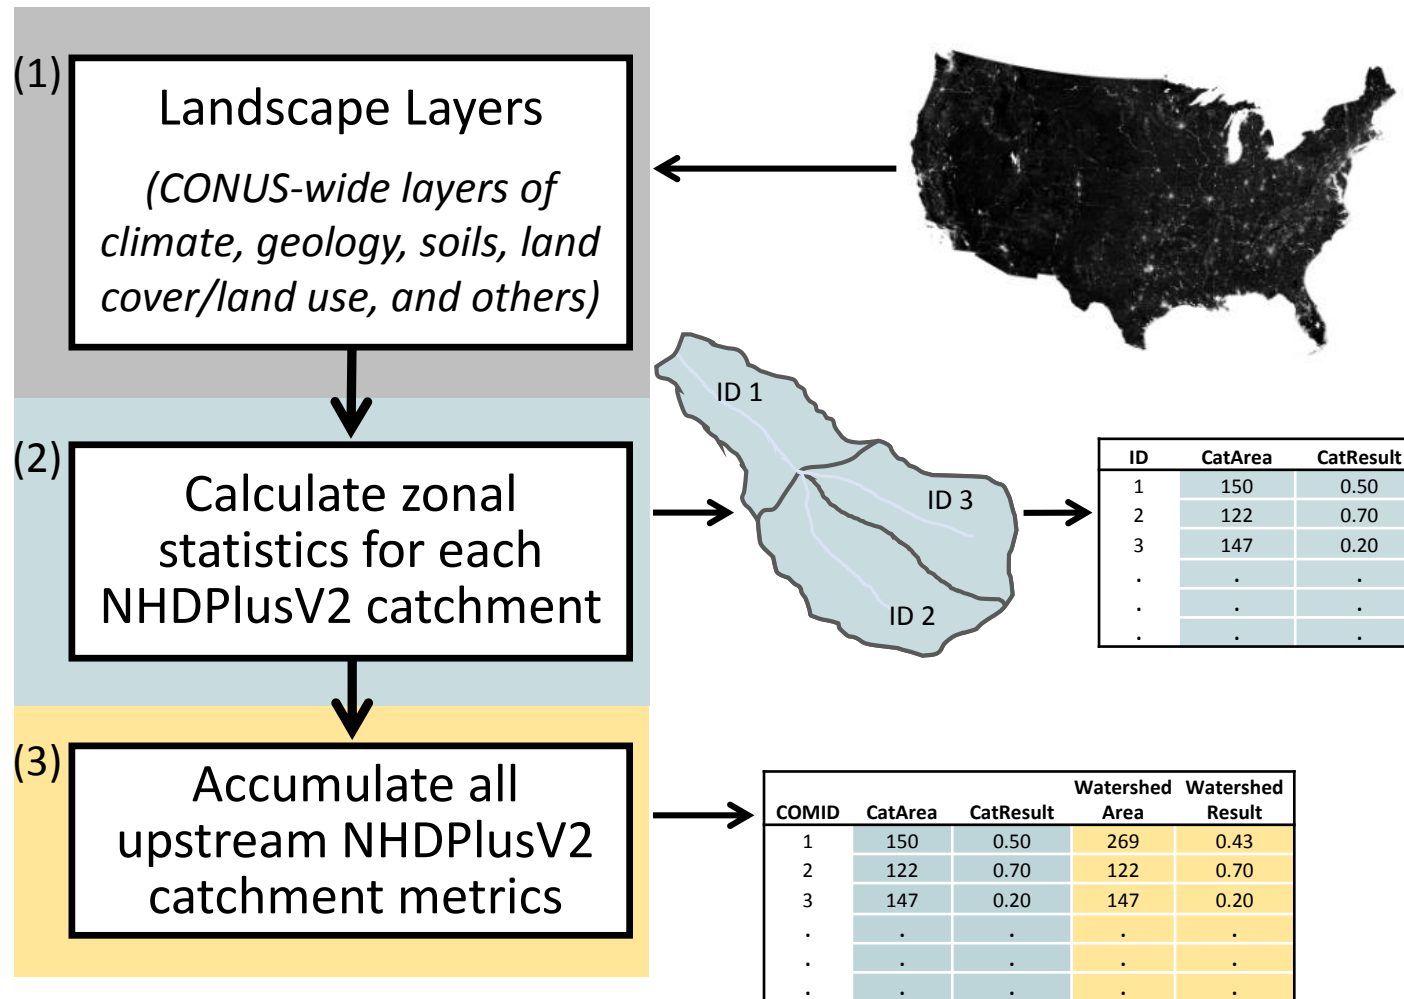 (1)
Landscape Layers
(CONUS-wide layers of
climate, geology, soils, land
cover/land use, and others)
(2)
Calculate zonal
statistics for each
NHDPlusV2 catchment
ID 1
ID 3
ID 2
ID CatArea CatResult
1 150 0.50
2 122 0.70
3 147 0.20
. . .
. . .
. . .
(3)
Accumulate all
upstream NHDPlusV2
catchment metrics
Watershed Watershed
COMID CatArea CatResult Area Result
1 150 0.50 269 0.43
2 122 0.70 122 0.70
3 147 0.20 147 0.20
. . . . .
. . . . .
. . . . .